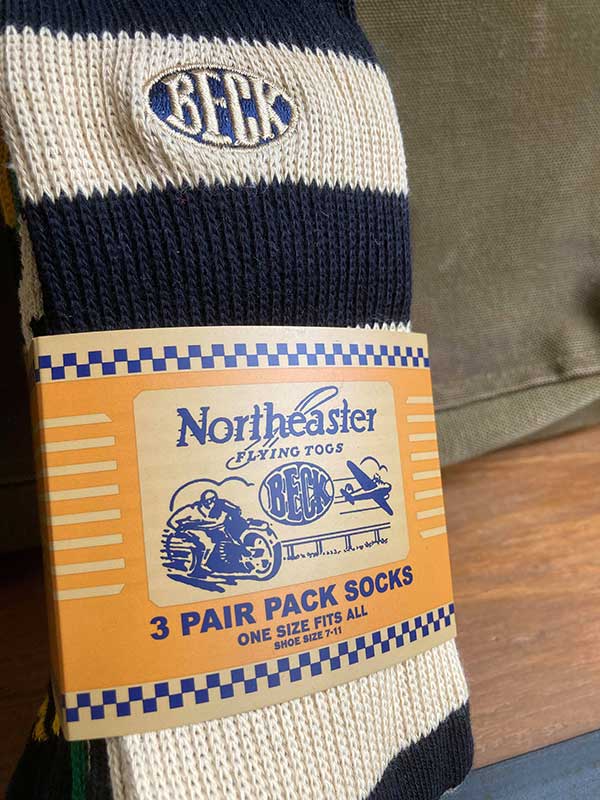 BECK
Northeaster
FLYING TOGS
BECK
3 PAIR PACK SOCKS
ONE SIZE FITS ALL
SHOE SIZE 7-11